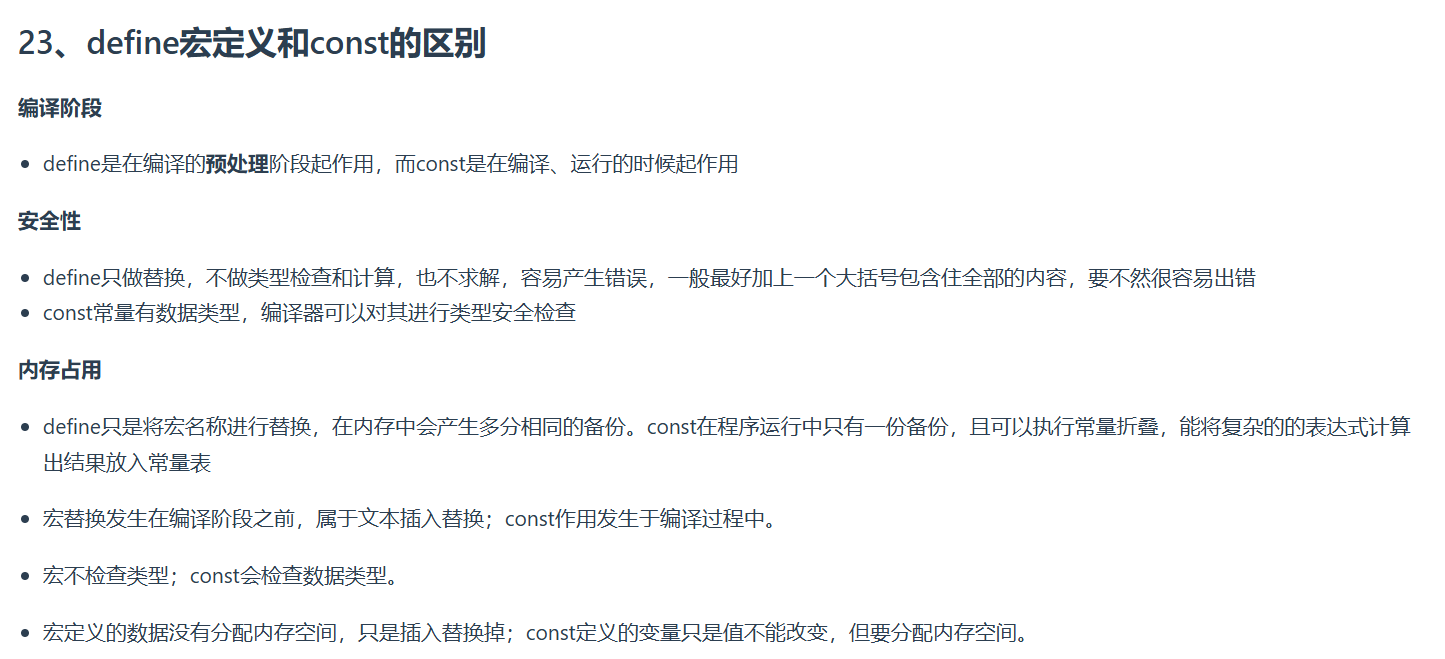 23、define宏定义和const的区别
编译阶段
• define是在编译的预处理阶段起作用，而const是在编译、运行的时候起作用
安全性
• define只做替换，不做类型检查和计算，也不求解，容易产生错误，一般最好加上一个大括号包含住全部的内容，要不然很容易出错
• const常量有数据类型，编译器可以对其进行类型安全检查
内存占用
• define只是将宏名称进行替换，在内存中会产生多分相同的备份。const在程序运行中只有一份备份，且可以执行常量折叠，能将复杂的的表达式计算
出结果放入常量表
• 宏替换发生在编译阶段之前，属于文本插入替换；const作用发生于编译过程中。
• 宏不检查类型；const会检查数据类型。
• 宏定义的数据没有分配内存空间，只是插入替换掉；const定义的变量只是值不能改变，但要分配内存空间。